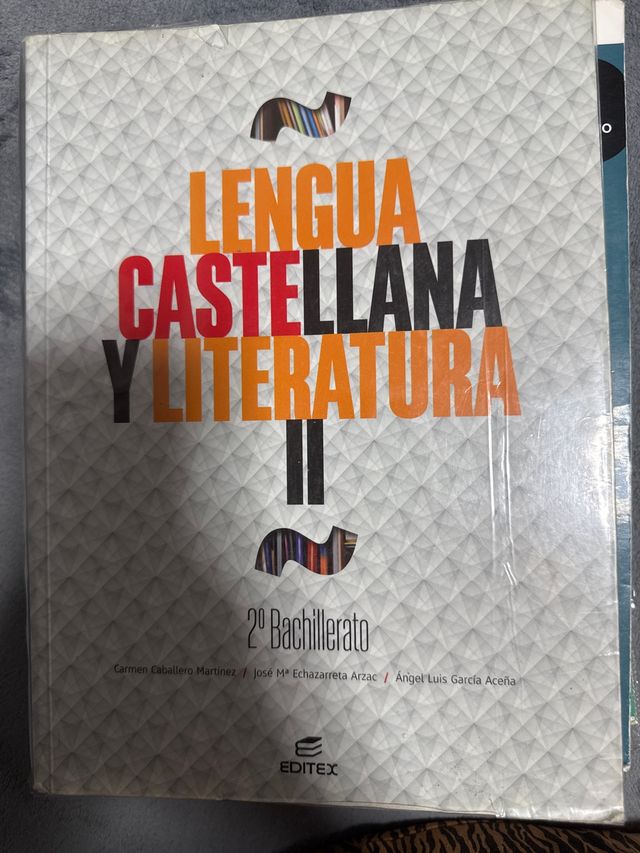 LENGUA
CASTELLANA
Y LITERATURA
II
2º Bachillerato
Carmen Caballero Martínez / José Mª Echazarreta Arzac / Ángel Luis García Aceña
EDITEX
O